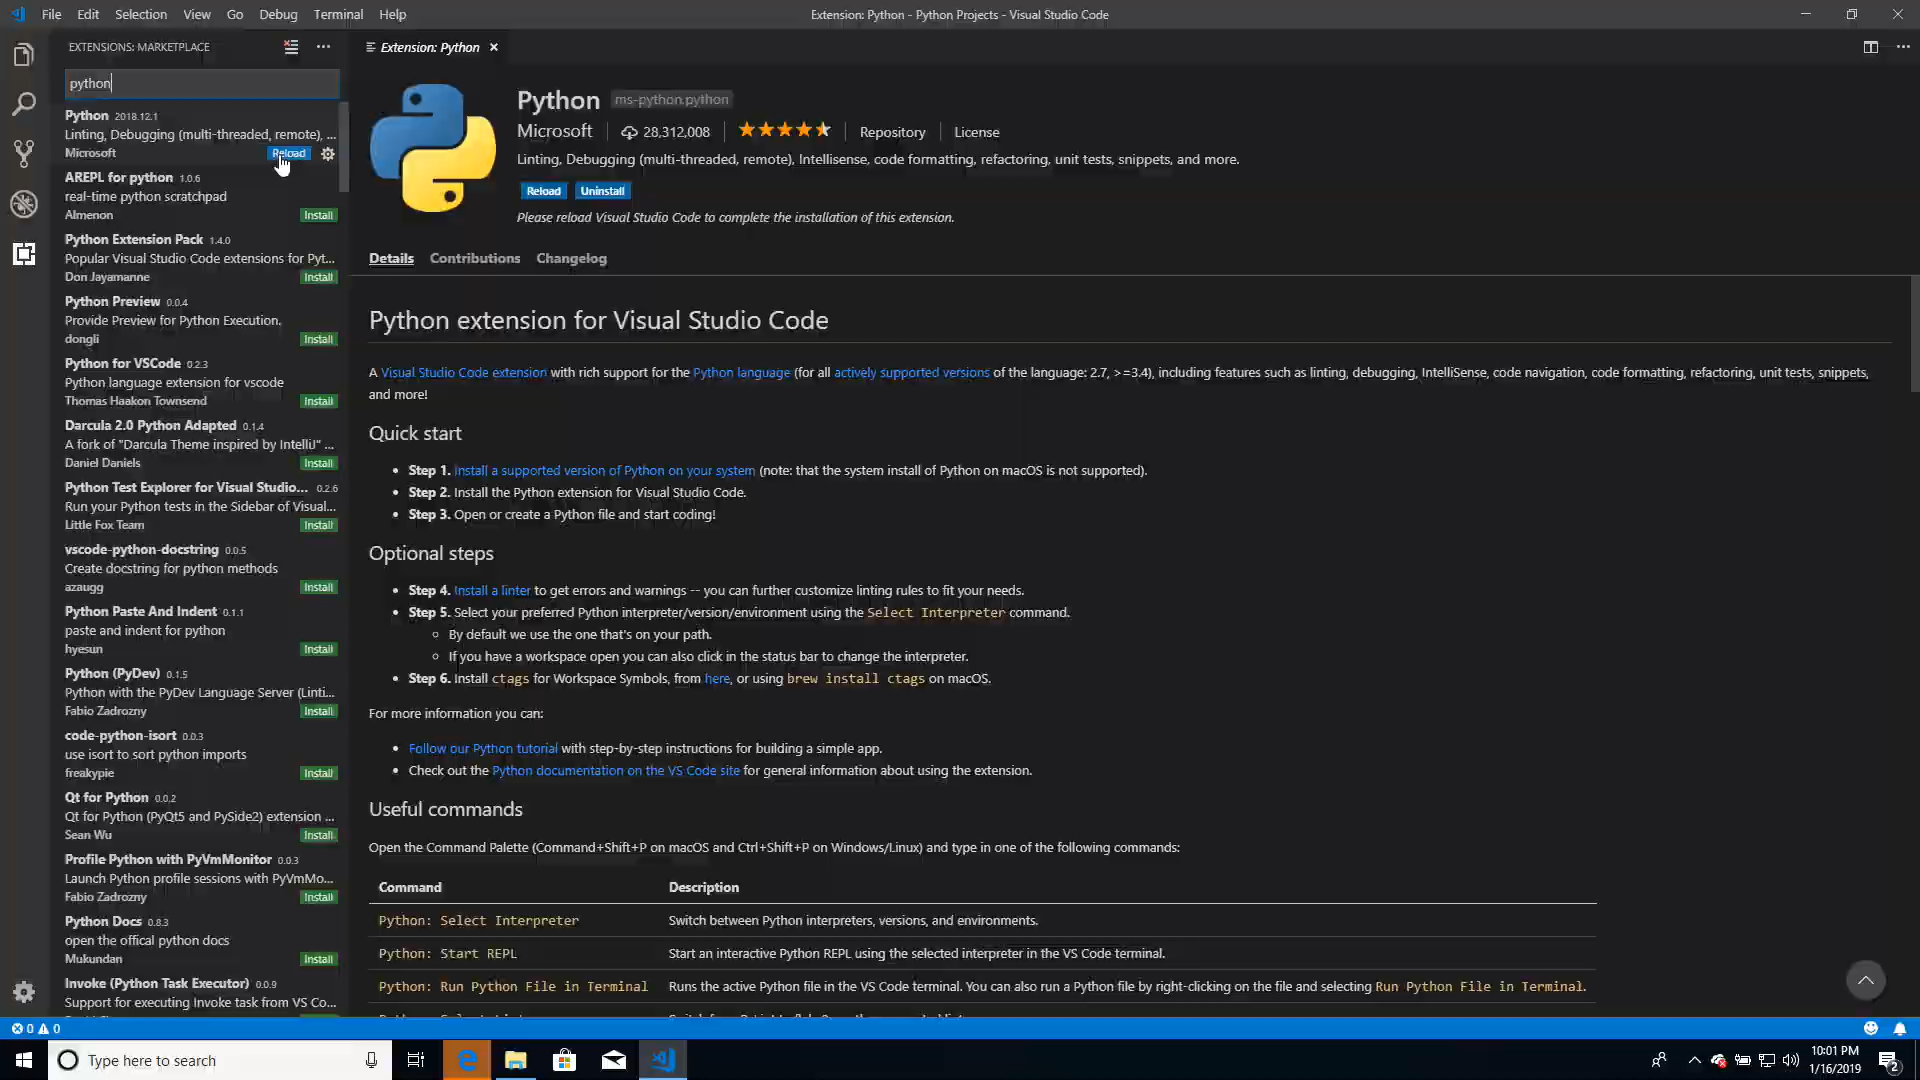 File Edit Selection View Go Debug Terminal Help
Extension: Python - Python Projects - Visual Studio Code
EXTENSIONS: MARKETPLACE
python
Python 2018.12.1
Linting, Debugging (multi-threaded, remote), ...
Microsoft Reload
AREPL for python 1.0.6
real-time python scratchpad
Almenon Install
Python Extension Pack 1.4.0
Popular Visual Studio Code extensions for Pyt...
Don Jayamanne Install
Python Preview 0.0.4
Provide Preview for Python Execution.
dongli Install
Python for VSCode 0.2.3
Python language extension for vscode
Thomas Haakon Townsend Install
Darcula 2.0 Python Adapted 0.1.4
A fork of "Darcula Theme inspired by IntelliJ" ...
Daniel Daniels Install
Python Test Explorer for Visual Studio... 0.2.6
Run your Python tests in the Sidebar of Visual...
Little Fox Team Install
vscode-python-docstring 0.0.5
Create docstring for python methods
azaugg Install
Python Paste And Indent 0.1.1
paste and indent for python
hyesun Install
Python (PyDev) 0.1.5
Python with the PyDev Language Server (Linti...
Fabio Zadrozny Install
code-python-isort 0.0.3
use isort to sort python imports
freakypie Install
Qt for Python 0.0.2
Qt for Python (PyQt5 and PySide2) extension ...
Sean Wu Install
Profile Python with PyVmMonitor 0.0.3
Launch Python profile sessions with PyVmMo...
Fabio Zadrozny Install
Python Docs 0.8.3
open the offical python docs
Mukundan Install
Invoke (Python Task Executor) 0.0.9
Support for executing Invoke task from VS Co...
Extension: Python
Python ms-python.python
Microsoft 28,312,008 Repository License
Linting, Debugging (multi-threaded, remote), Intellisense, code formatting, refactoring, unit tests, snippets, and more.
Reload Uninstall
Please reload Visual Studio Code to complete the installation of this extension.
Details Contributions Changelog
Python extension for Visual Studio Code
A Visual Studio Code extension with rich support for the Python language (for all actively supported versions of the language: 2.7, >=3.4), including features such as linting, debugging, IntelliSense, code navigation, code formatting, refactoring, unit tests, snippets,
and more!
Quick start
Step 1. Install a supported version of Python on your system (note: that the system install of Python on macOS is not supported).
Step 2. Install the Python extension for Visual Studio Code.
Step 3. Open or create a Python file and start coding!
Optional steps
Step 4. Install a linter to get errors and warnings -- you can further customize linting rules to fit your needs.
Step 5. Select your preferred Python interpreter/version/environment using the Select Interpreter command.
By default we use the one that's on your path.
If you have a workspace open you can also click in the status bar to change the interpreter.
Step 6. Install ctags for Workspace Symbols, from here, or using brew install ctags on macOS.
For more information you can:
Follow our Python tutorial with step-by-step instructions for building a simple app.
Check out the Python documentation on the VS Code site for general information about using the extension.
Useful commands
Open the Command Palette (Command+Shift+P on macOS and Ctrl+Shift+P on Windows/Linux) and type in one of the following commands:
Command Description
Python: Select Interpreter Switch between Python interpreters, versions, and environments.
Python: Start REPL Start an interactive Python REPL using the selected interpreter in the VS Code terminal.
Python: Run Python File in Terminal Runs the active Python file in the VS Code terminal. You can also run a Python file by right-clicking on the file and selecting Run Python File in Terminal.
0 0
Type here to search
10:01 PM
1/16/2019
2